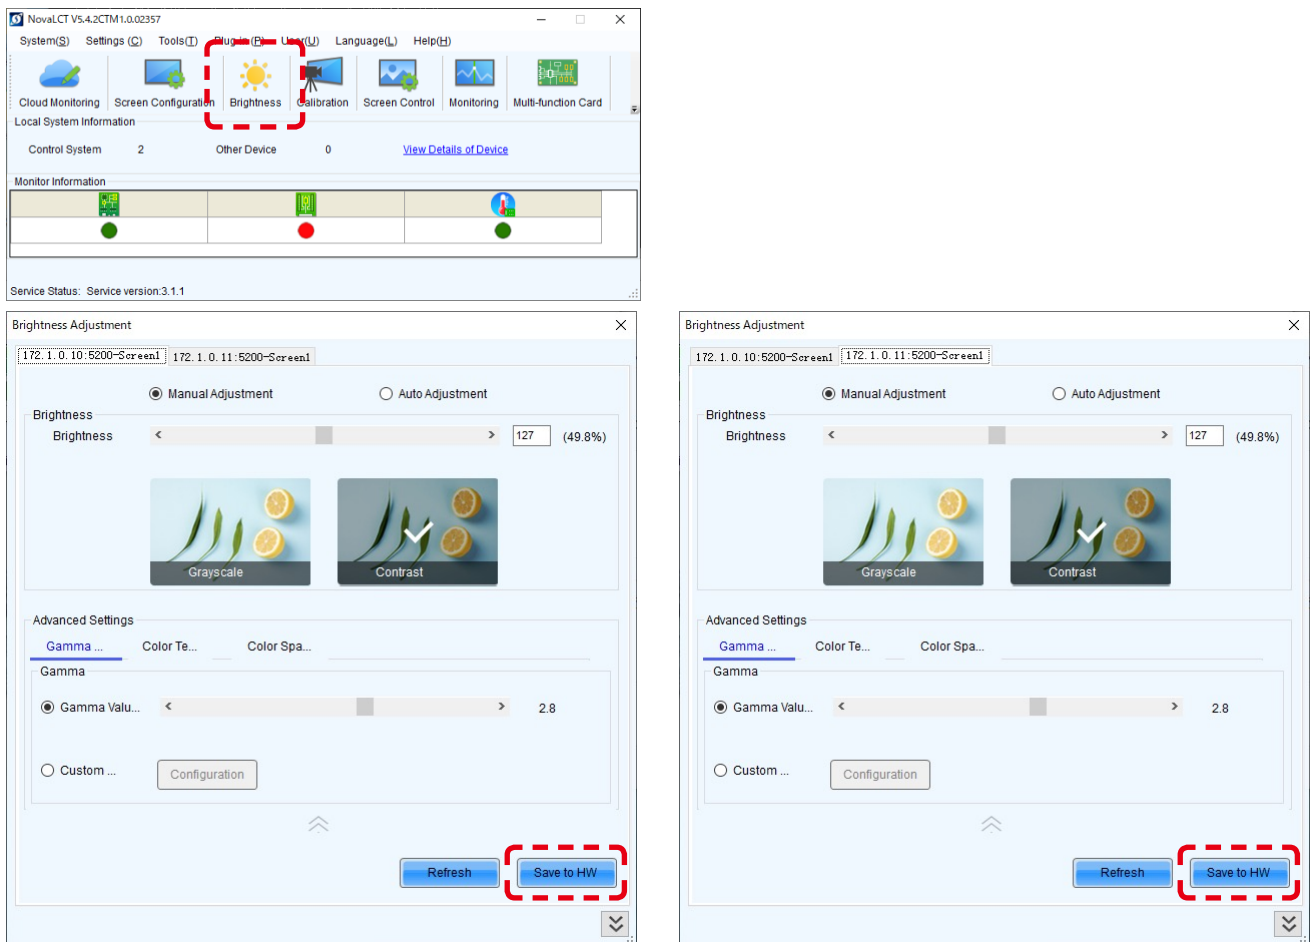 NovaLCT V5.4.2CTM1.0.02357
System(S) Settings (C) Tools(T) Plug-in (P) User(U) Language(L) Help(H)
Cloud Monitoring Screen Configuration Brightness Calibration Screen Control Monitoring Multi-function Card
Local System Information
Control System 2 Other Device 0 View Details of Device
Monitor Information
Service Status: Service version:3.1.1
Brightness Adjustment
172.1.0.10:5200-Screen1 172.1.0.11:5200-Screen1
Manual Adjustment Auto Adjustment
Brightness
Brightness 127 (49.8%)
Grayscale Contrast
Advanced Settings
Gamma ... Color Te... Color Spa...
Gamma
Gamma Valu... 2.8
Custom ... Configuration
Refresh Save to HW
Brightness Adjustment
172.1.0.10:5200-Screen1 172.1.0.11:5200-Screen1
Manual Adjustment Auto Adjustment
Brightness
Brightness 127 (49.8%)
Grayscale Contrast
Advanced Settings
Gamma ... Color Te... Color Spa...
Gamma
Gamma Valu... 2.8
Custom ... Configuration
Refresh Save to HW